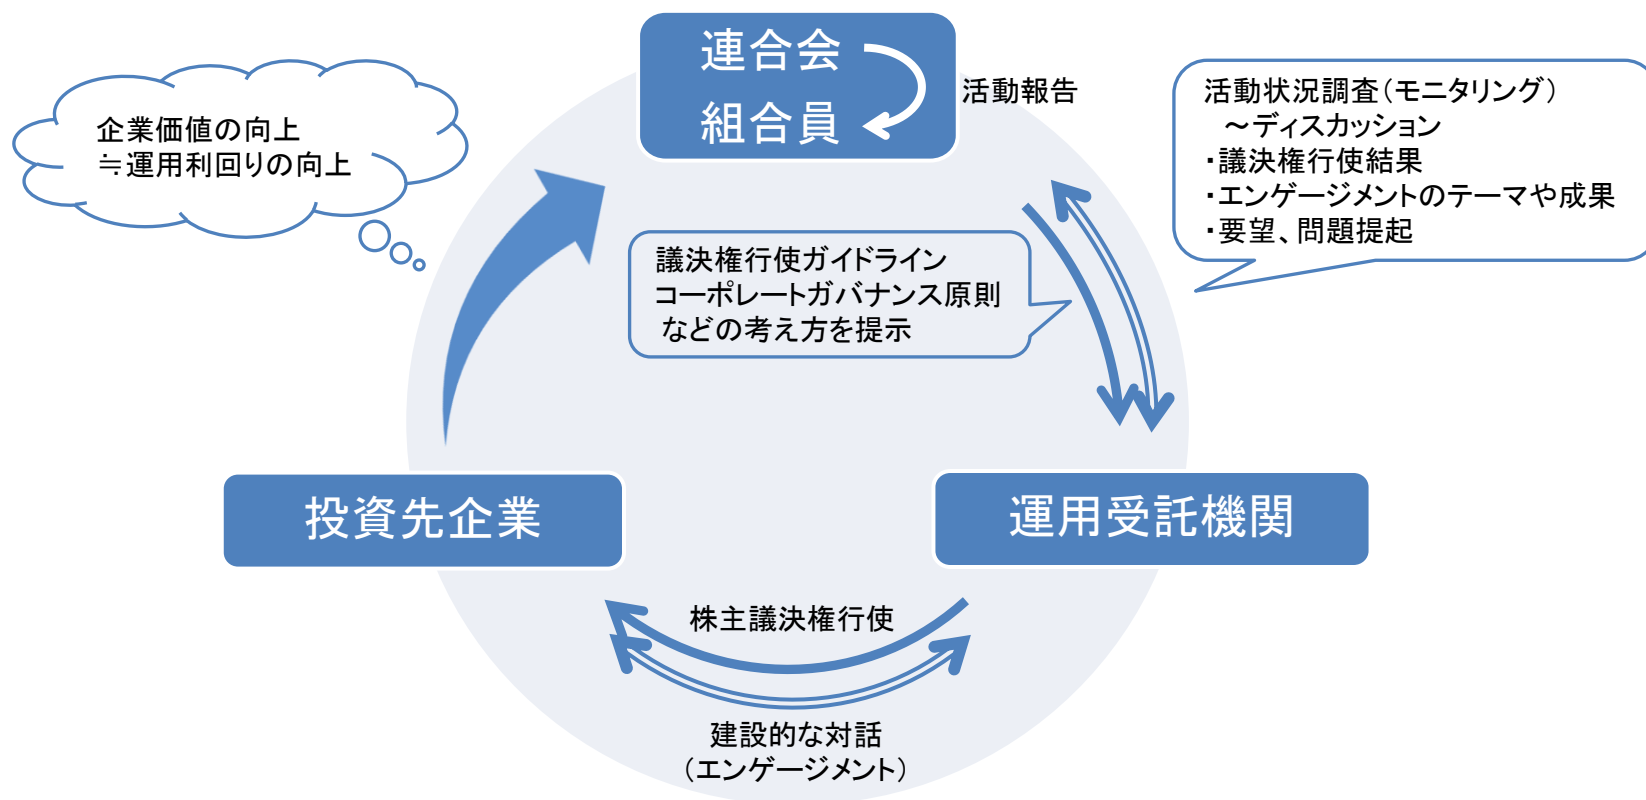 連合会
組合員
活動報告
活動状況調査(モニタリング)
～ディスカッション
・議決権行使結果
・エンゲージメントのテーマや成果
・要望、問題提起
企業価値の向上
≒運用利回りの向上
議決権行使ガイドライン
コーポレートガバナンス原則
などの考え方を提示
投資先企業
運用受託機関
株主議決権行使
建設的な対話
(エンゲージメント)